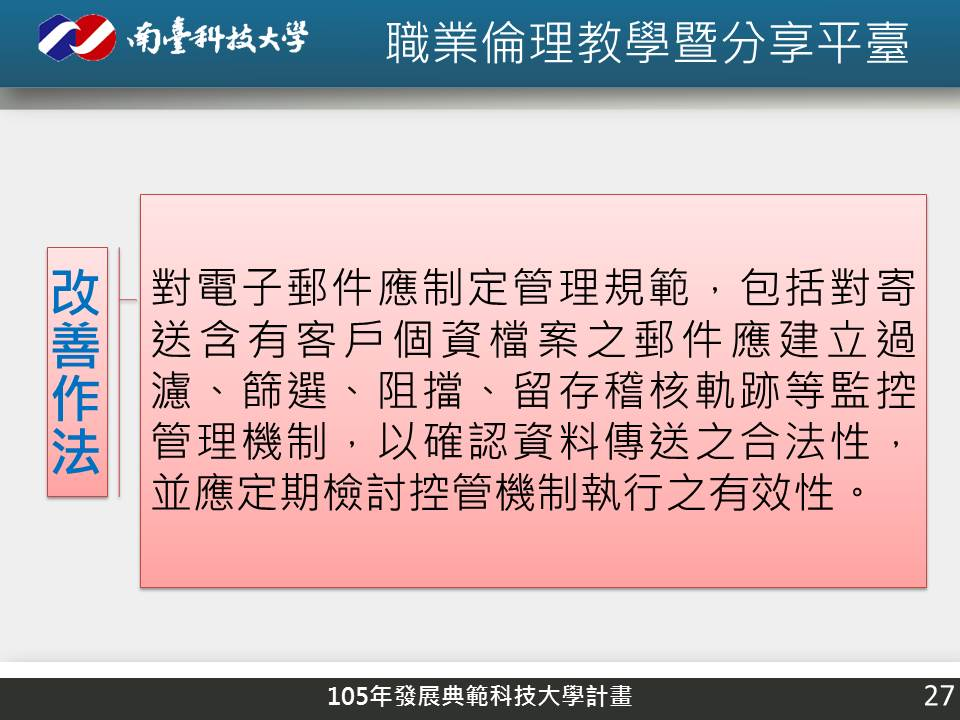 南臺科技大學
職業倫理教學暨分享平臺
改善作法
對電子郵件應制定管理規範，包括對寄
送含有客戶個資檔案之郵件應建立過
濾、篩選、阻擋、留存稽核軌跡等監控
管理機制，以確認資料傳送之合法性，
並應定期檢討控管機制執行之有效性。
105年發展典範科技大學計畫
27